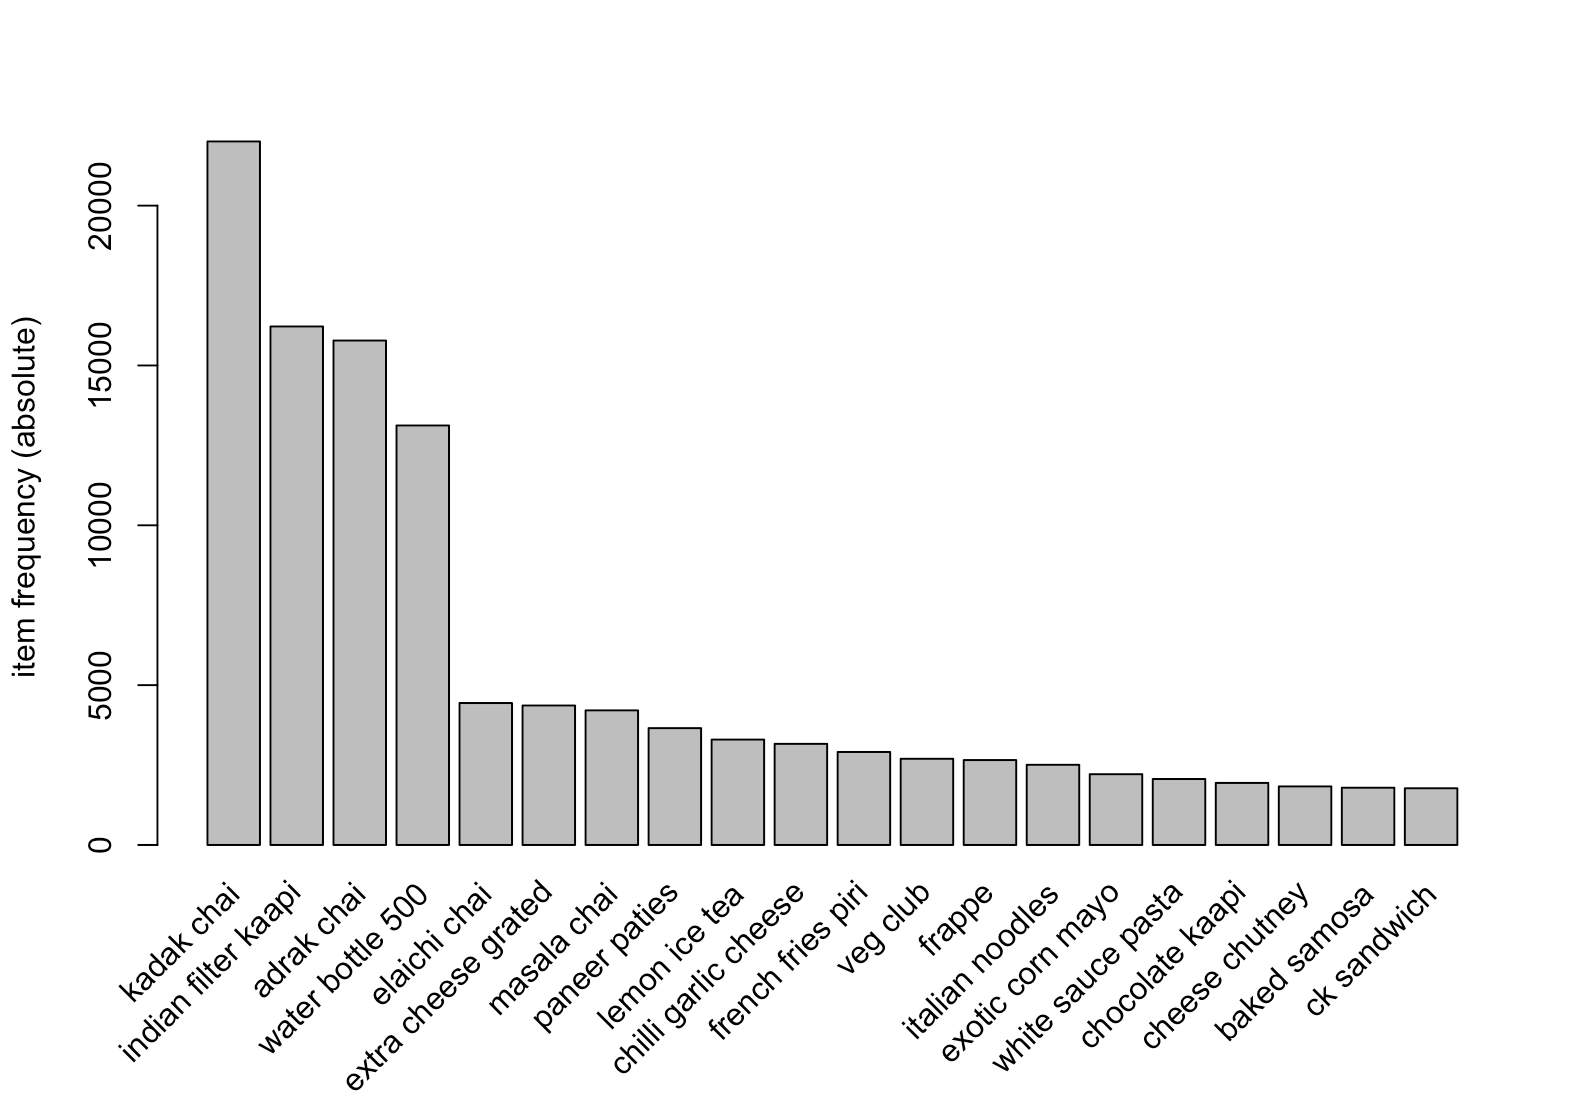 item frequency (absolute)
20000
15000
10000
5000
0
kadak chai
indian filter kaapi
adrak chai
water bottle 500
elaichi chai
extra cheese grated
masala chai
paneer paties
lemon ice tea
chilli garlic cheese
french fries piri
veg club
frappe
italian noodles
exotic corn mayo
white sauce pasta
chocolate kaapi
cheese chutney
baked samosa
ck sandwich